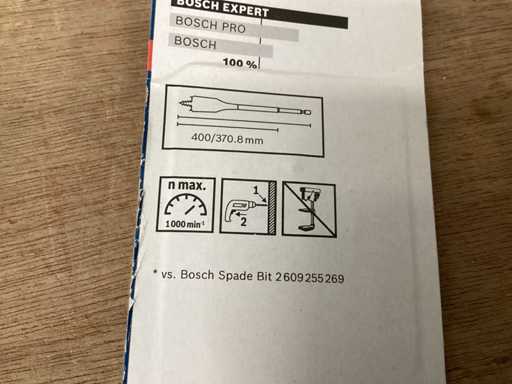 BOSCH EXPERT
BOSCH PRO
BOSCH
100 %
400/370.8 mm
n max.
1000 min-1
1
2
* vs. Bosch Spade Bit 2 609 255 269